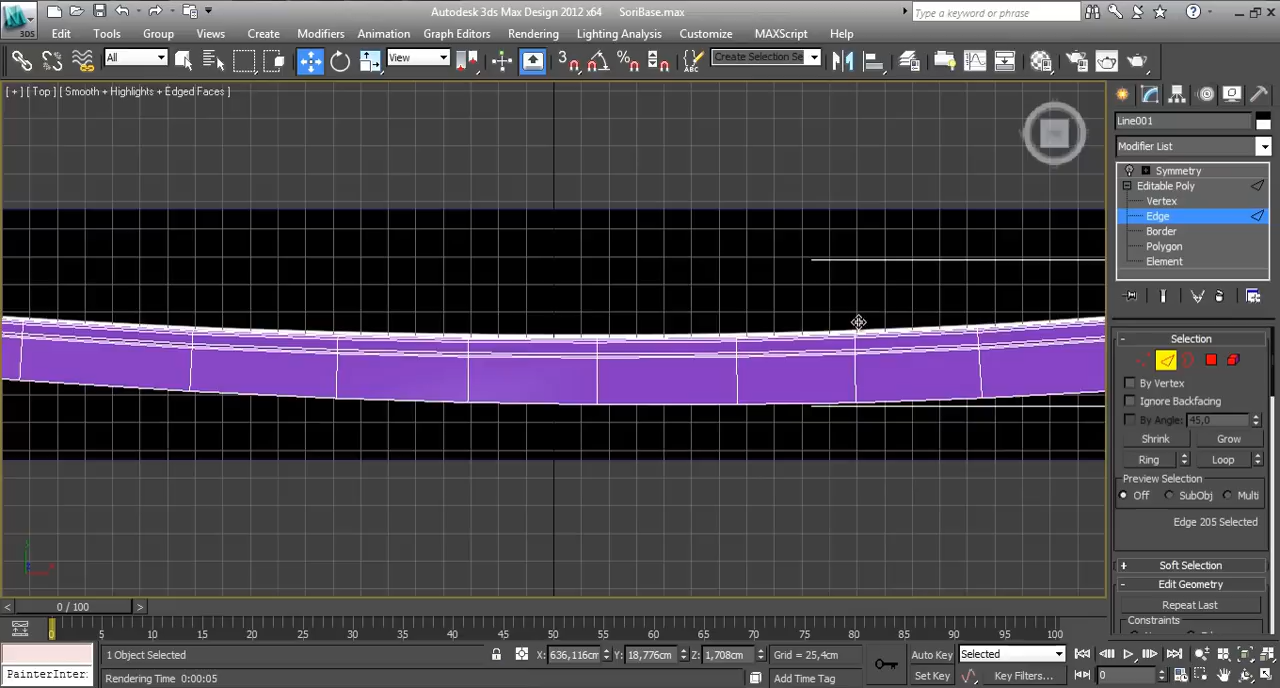 Autodesk 3ds Max Design 2012 x64 SoriBase.max
Type a keyword or phrase
3DS
Edit Tools Group Views Create Modifiers Animation Graph Editors Rendering Lighting Analysis Customize MAXScript Help
All View Create Selection Se
[ + ] [ Top ] [ Smooth + Highlights + Edged Faces ]
Line001
Modifier List
Symmetry
Editable Poly
Vertex
Edge
Border
Polygon
Element
Selection
By Vertex
Ignore Backfacing
By Angle: 45,0
Shrink Grow
Ring Loop
Preview Selection
Off SubObj Multi
Edge 205 Selected
Soft Selection
Edit Geometry
Repeat Last
Constraints
0 / 100
0 5 10 15 20 25 30 35 40 45 50 55 60 65 70 75 80 85 90 95 100
1 Object Selected X: 636,116cm Y: 18,776cm Z: 1,708cm Grid = 25,4cm Auto Key Selected
PainterInter: Rendering Time 0:00:05 Add Time Tag Set Key Key Filters... 0